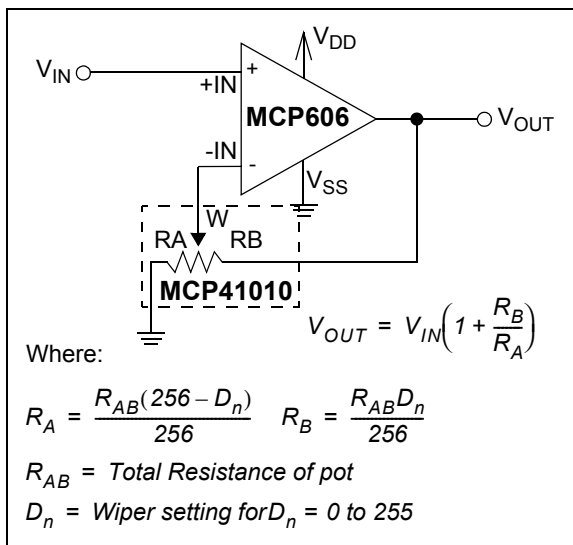 V_DD
V_IN
+IN
+
MCP606
V_OUT
-IN
-
V_SS
W
RA
RB
MCP41010
V_OUT = V_IN(1 + R_B/R_A)
Where:
R_A = R_AB(256 – D_n)/256 R_B = R_AB D_n/256
R_AB = Total Resistance of pot
D_n = Wiper setting forD_n = 0 to 255